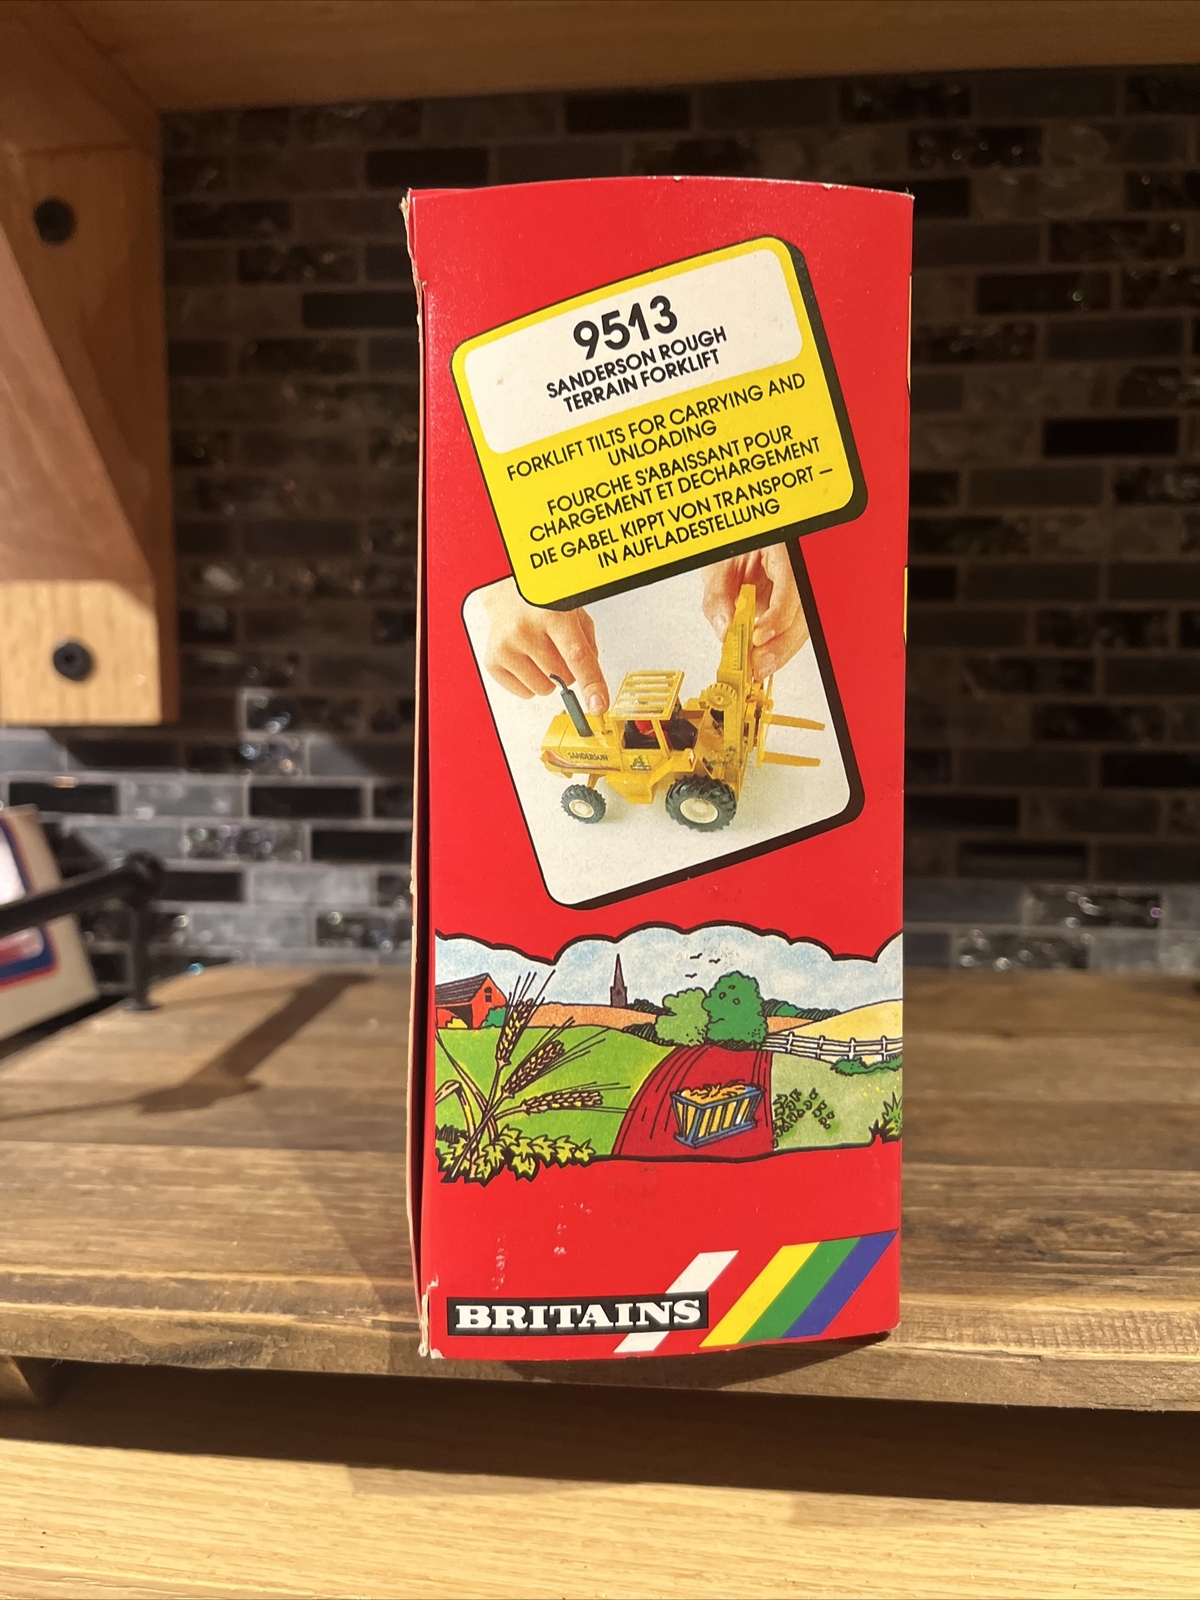 9513
SANDERSON ROUGH
TERRAIN FORKLIFT
FORKLIFT TILTS FOR CARRYING AND
UNLOADING
FOURCHE S'ABAISSANT POUR
CHARGEMENT ET DECHARGEMENT
DIE GABEL KIPPT VON TRANSPORT –
IN AUFLADESTELLUNG
SANDERSON
BRITAINS